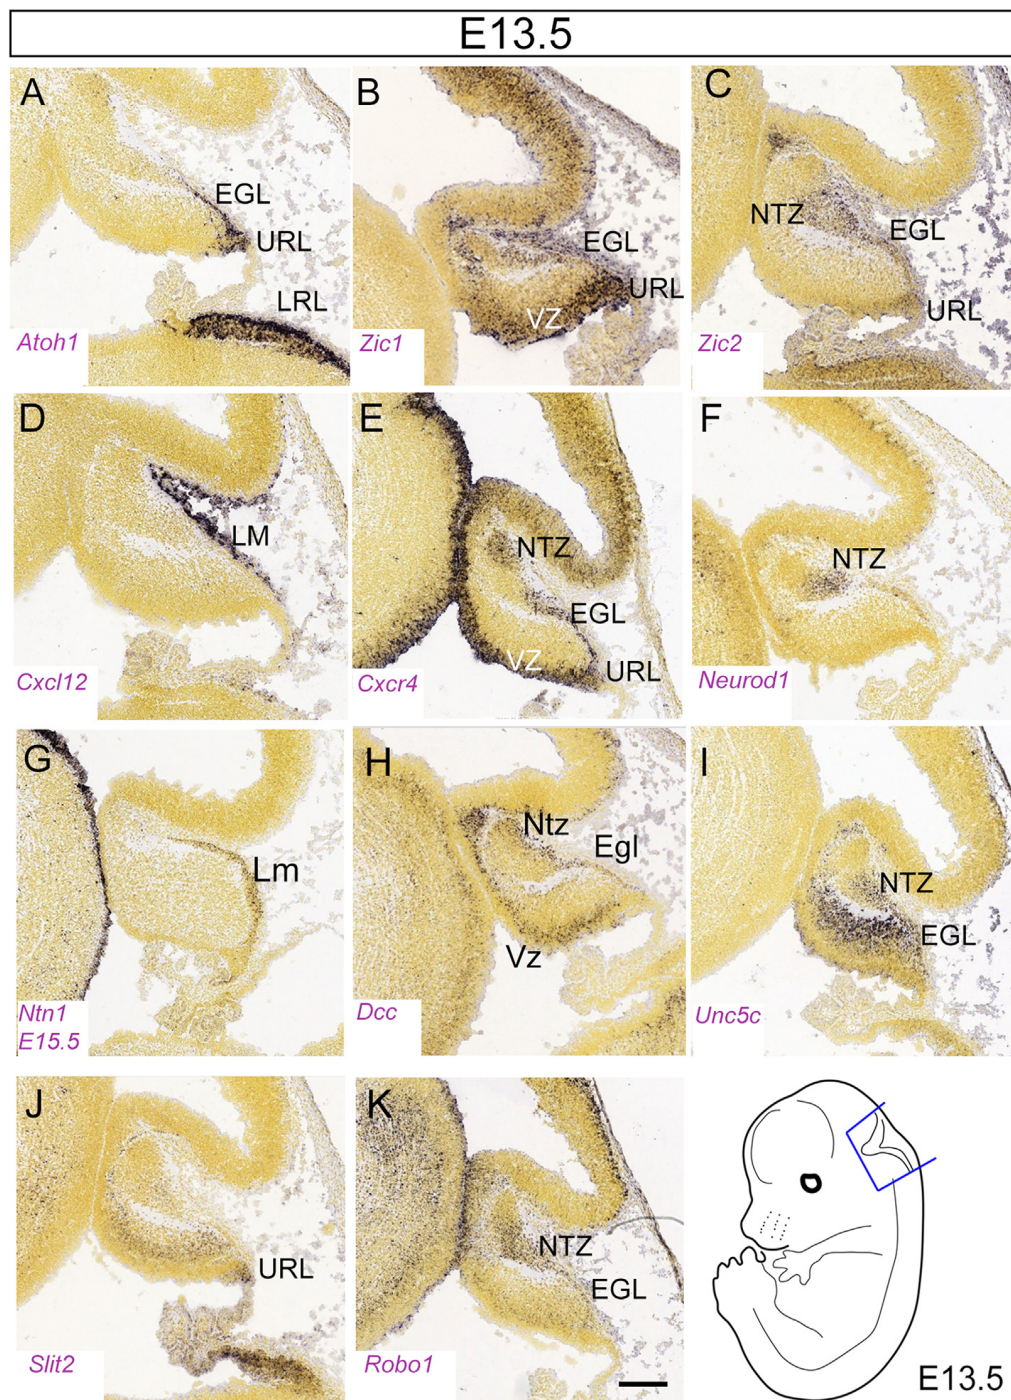 E13.5
A
EGL
URL
LRL
Atoh1
B
EGL
URL
VZ
Zic1
C
NTZ
EGL
URL
Zic2
D
LM
Cxcl12
E
NTZ
EGL
VZ
URL
Cxcr4
F
NTZ
Neurod1
G
Lm
Ntn1
E15.5
H
Ntz
Egl
Vz
Dcc
I
NTZ
EGL
Unc5c
J
URL
Slit2
K
NTZ
EGL
Robo1
E13.5